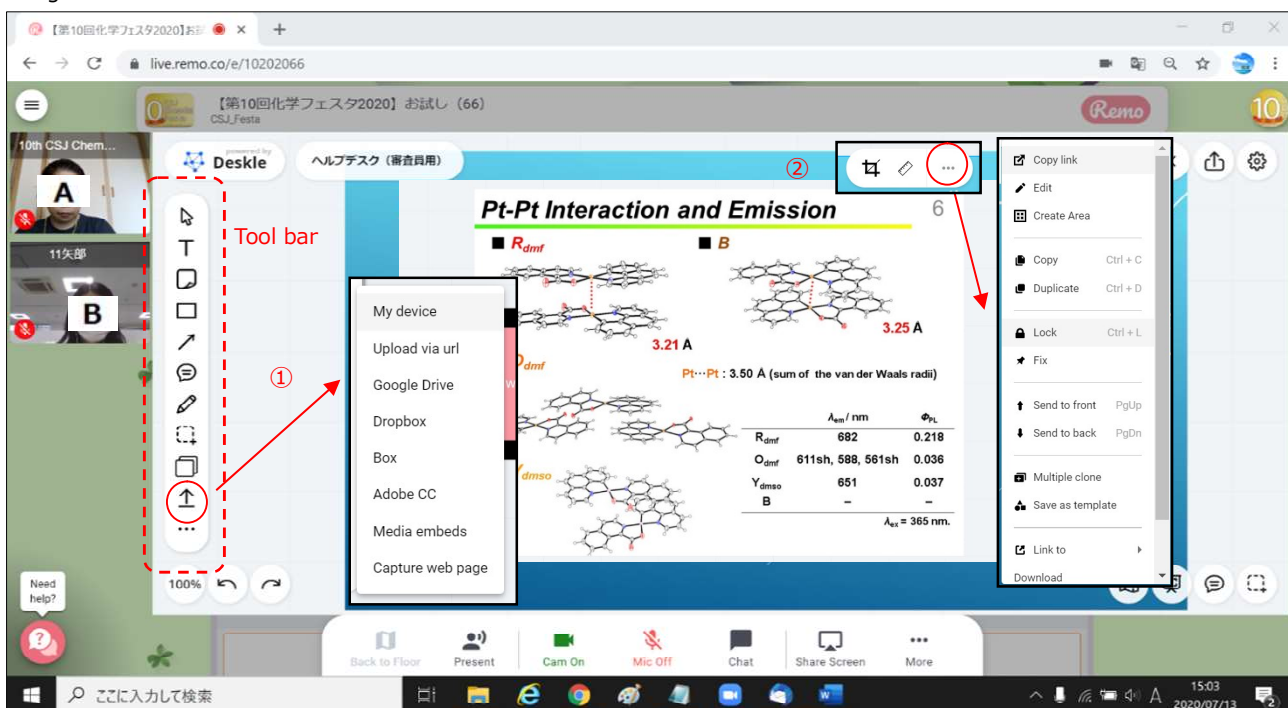 【第10回化学フェスタ2020】お試
live.remo.co/e/10202066
【第10回化学フェスタ2020】お試し（66）
CSJ_Festa
Remo
10
10th CSJ Chem...
A
11矢部
B
powered by
Deskle
ヘルプデスク（審査員用）
Tool bar
①
My device
Upload via url
Google Drive
Dropbox
Box
Adobe CC
Media embeds
Capture web page
②
Copy link
Edit
Create Area
Copy Ctrl + C
Duplicate Ctrl + D
Lock Ctrl + L
Fix
Send to front PgUp
Send to back PgDn
Multiple clone
Save as template
Link to
Download
Pt-Pt Interaction and Emission 6
■ Rdmf ■ B
3.21 Å 3.25 Å
dmf
Pt···Pt : 3.50 Å (sum of the van der Waals radii)
dmso
λem / nm ΦPL
Rdmf 682 0.218
Odmf 611sh, 588, 561sh 0.036
Ydmso 651 0.037
B – –
λex = 365 nm.
100%
Need
help?
Back to Floor Present Cam On Mic Off Chat Share Screen More
ここに入力して検索
A 15:03
2020/07/13